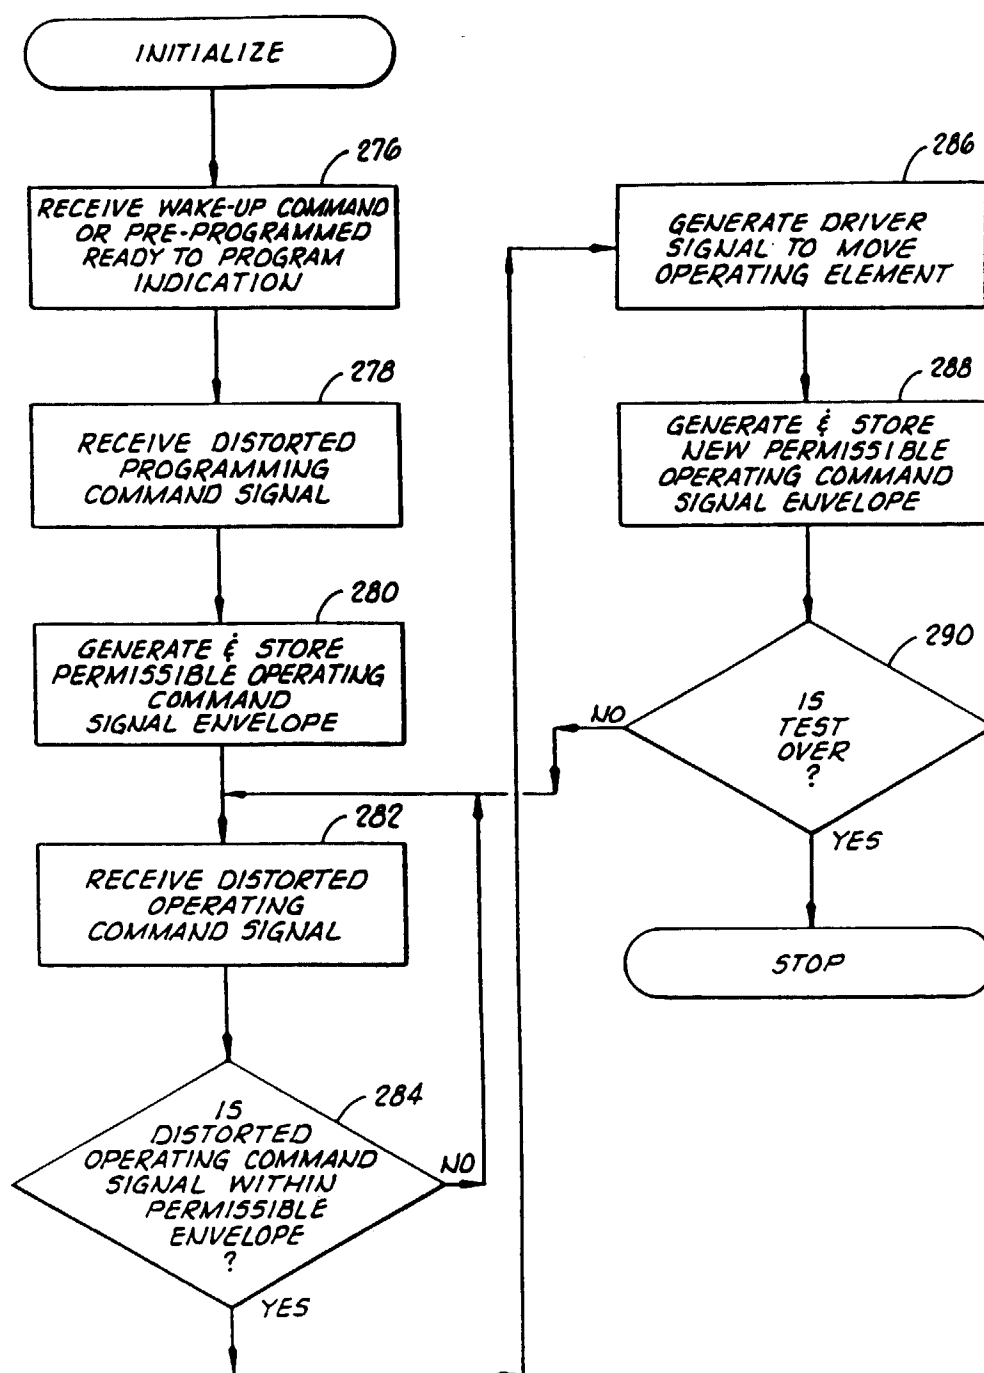 INITIALIZE
276
RECEIVE WAKE-UP COMMAND
OR PRE-PROGRAMMED
READY TO PROGRAM
INDICATION
278
RECEIVE DISTORTED
PROGRAMMING
COMMAND SIGNAL
280
GENERATE & STORE
PERMISSIBLE OPERATING
COMMAND
SIGNAL ENVELOPE
282
RECEIVE DISTORTED
OPERATING
COMMAND SIGNAL
284
IS
DISTORTED
OPERATING COMMAND
SIGNAL WITHIN
PERMISSIBLE
ENVELOPE
?
NO
YES
286
GENERATE DRIVER
SIGNAL TO MOVE
OPERATING ELEMENT
288
GENERATE & STORE
NEW PERMISSIBLE
OPERATING COMMAND
SIGNAL ENVELOPE
290
IS
TEST
OVER
?
NO
YES
STOP